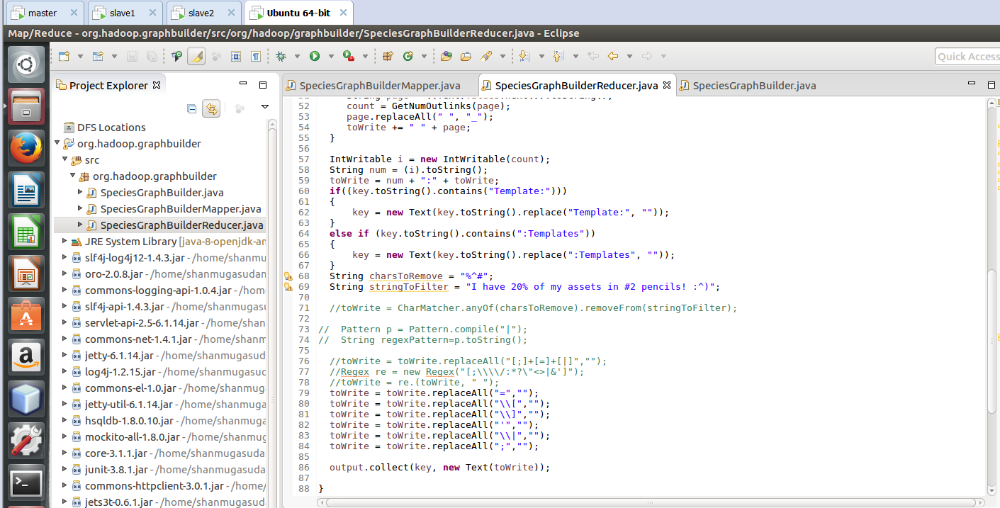 master
slave1
slave2
Ubuntu 64-bit
Map/Reduce - org.hadoop.graphbuilder/src/org/hadoop/graphbuilder/SpeciesGraphBuilderReducer.java - Eclipse
Quick Access
Project Explorer
SpeciesGraphBuilderMapper.java
SpeciesGraphBuilderReducer.java
SpeciesGraphBuilder.java
DFS Locations
org.hadoop.graphbuilder
src
org.hadoop.graphbuilder
SpeciesGraphBuilder.java
SpeciesGraphBuilderMapper.java
SpeciesGraphBuilderReducer.java
JRE System Library [java-8-openjdk-an
slf4j-log4j12-1.4.3.jar - /home/shanmu
oro-2.0.8.jar - /home/shanmugasudan
commons-logging-api-1.0.4.jar - /hom
slf4j-api-1.4.3.jar - /home/shanmugasu
servlet-api-2.5-6.1.14.jar - /home/shan
commons-net-1.4.1.jar - /home/shanm
jetty-6.1.14.jar - /home/shanmugasud
log4j-1.2.15.jar - /home/shanmugasud
commons-el-1.0.jar - /home/shanmuga
jetty-util-6.1.14.jar - /home/shanmuga
hsqldb-1.8.0.10.jar - /home/shanmuga
mockito-all-1.8.0.jar - /home/shanmug
core-3.1.1.jar - /home/shanmugasuda
junit-3.8.1.jar - /home/shanmugasuda
commons-httpclient-3.0.1.jar - /home/
jets3t-0.6.1.jar - /home/shanmugasud
52 count = GetNumOutlinks(page);
53 page.replaceAll(" ", "_");
54 toWrite += " " + page;
55 }
56
57 IntWritable i = new IntWritable(count);
58 String num = (i).toString();
59 toWrite = num + ":" + toWrite;
60 if((key.toString().contains("Template:")))
61 {
62 key = new Text(key.toString().replace("Template:", ""));
63 }
64 else if (key.toString().contains(":Templates"))
65 {
66 key = new Text(key.toString().replace(":Templates", ""));
67 }
68 String charsToRemove = "%^#";
69 String stringToFilter = "I have 20% of my assets in #2 pencils! :^)";
70
71 //toWrite = CharMatcher.anyOf(charsToRemove).removeFrom(stringToFilter);
72
73 // Pattern p = Pattern.compile("|");
74 // String regexPattern=p.toString();
75
76 //toWrite = toWrite.replaceAll("[;]+[=]+[|]","");
77 //Regex re = new Regex("[;\\\\/:*?\"<>|&']");
78 //toWrite = re.(toWrite, " ");
79 toWrite = toWrite.replaceAll("=","");
80 toWrite = toWrite.replaceAll("\\[","");
81 toWrite = toWrite.replaceAll("\\]","");
82 toWrite = toWrite.replaceAll("'","");
83 toWrite = toWrite.replaceAll("\\|","");
84 toWrite = toWrite.replaceAll(";","");
85
86 output.collect(key, new Text(toWrite));
87
88 }